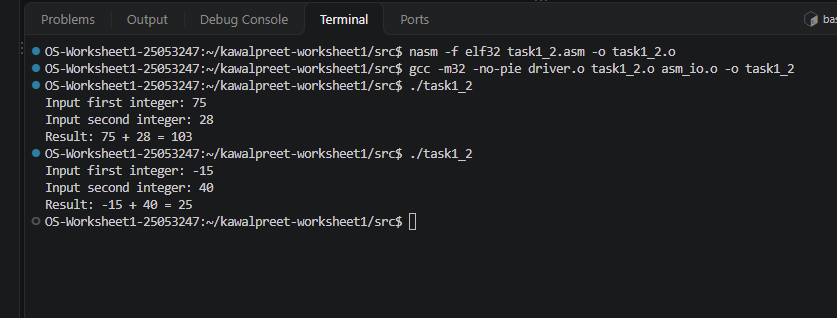 Problems Output Debug Console Terminal Ports bas
OS-Worksheet1-25053247:~/kawalpreet-worksheet1/src$ nasm -f elf32 task1_2.asm -o task1_2.o
OS-Worksheet1-25053247:~/kawalpreet-worksheet1/src$ gcc -m32 -no-pie driver.o task1_2.o asm_io.o -o task1_2
OS-Worksheet1-25053247:~/kawalpreet-worksheet1/src$ ./task1_2
Input first integer: 75
Input second integer: 28
Result: 75 + 28 = 103
OS-Worksheet1-25053247:~/kawalpreet-worksheet1/src$ ./task1_2
Input first integer: -15
Input second integer: 40
Result: -15 + 40 = 25
OS-Worksheet1-25053247:~/kawalpreet-worksheet1/src$